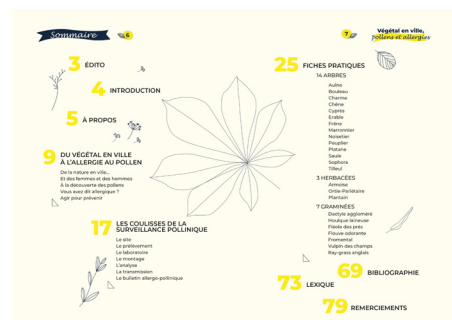 Sommaire
6
3 ÉDITO
4 INTRODUCTION
5 À PROPOS
9 DU VÉGÉTAL EN VILLE
À L'ALLERGIE AU POLLEN
De la nature en ville...
Et des femmes et des hommes
À la découverte des pollens
Vous avez dit allergique ?
Agir pour prévenir
17 LES COULISSES DE LA
SURVEILLANCE POLLINIQUE
Le site
Le prélèvement
Le laboratoire
Le montage
L'analyse
La transmission
Le bulletin allergo-pollinique
7
Végétal en ville,
pollens et allergies
25 FICHES PRATIQUES
14 ARBRES
Aulne
Bouleau
Charme
Chêne
Cyprès
Erable
Frêne
Marronnier
Noisetier
Peuplier
Platane
Saule
Sophora
Tilleul
3 HERBACÉES
Armoise
Ortie-Pariétaire
Plantain
7 GRAMINÉES
Dactyle aggloméré
Houlque laineuse
Fléole des prés
Flouve odorante
Fromental
Vulpin des champs
Ray-grass anglais
69 BIBLIOGRAPHIE
73 LEXIQUE
79 REMERCIEMENTS